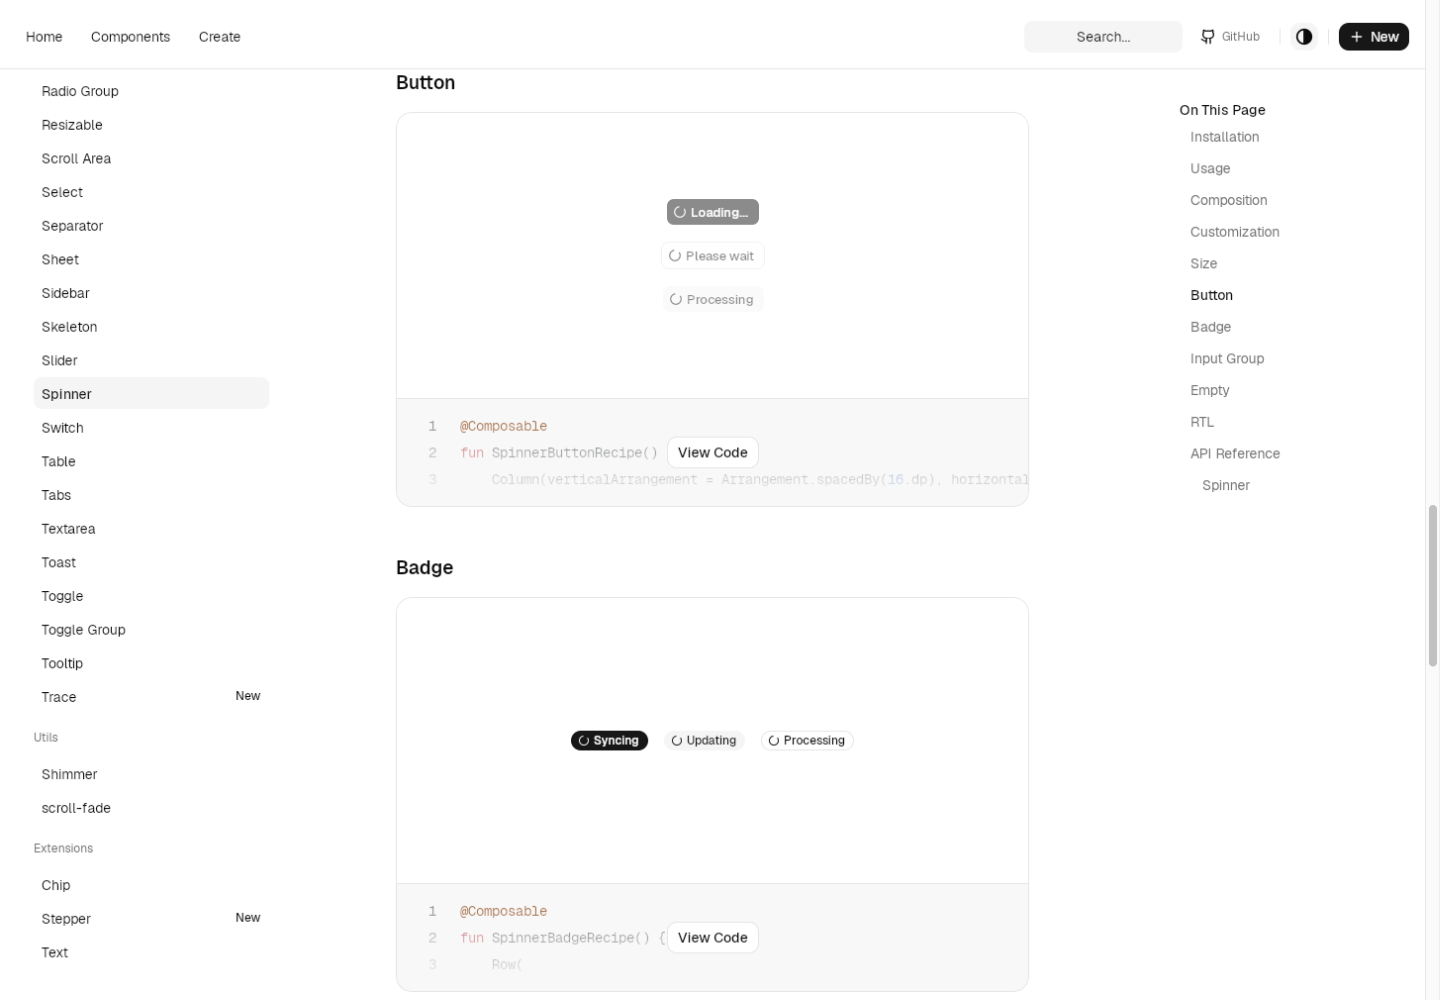 Home
Components
Create
Search...
GitHub
New
Radio Group
Resizable
Scroll Area
Select
Separator
Sheet
Sidebar
Skeleton
Slider
Spinner
Switch
Table
Tabs
Textarea
Toast
Toggle
Toggle Group
Tooltip
Trace New
Utils
Shimmer
scroll-fade
Extensions
Chip
Stepper New
Text
Button
Loading...
Please wait
Processing
1 @Composable
2 fun SpinnerButtonRecipe()
View Code
3 Column(verticalArrangement = Arrangement.spacedBy(16.dp), horizontal
Badge
Syncing
Updating
Processing
1 @Composable
2 fun SpinnerBadgeRecipe() {
View Code
3 Row(
On This Page
Installation
Usage
Composition
Customization
Size
Button
Badge
Input Group
Empty
RTL
API Reference
Spinner